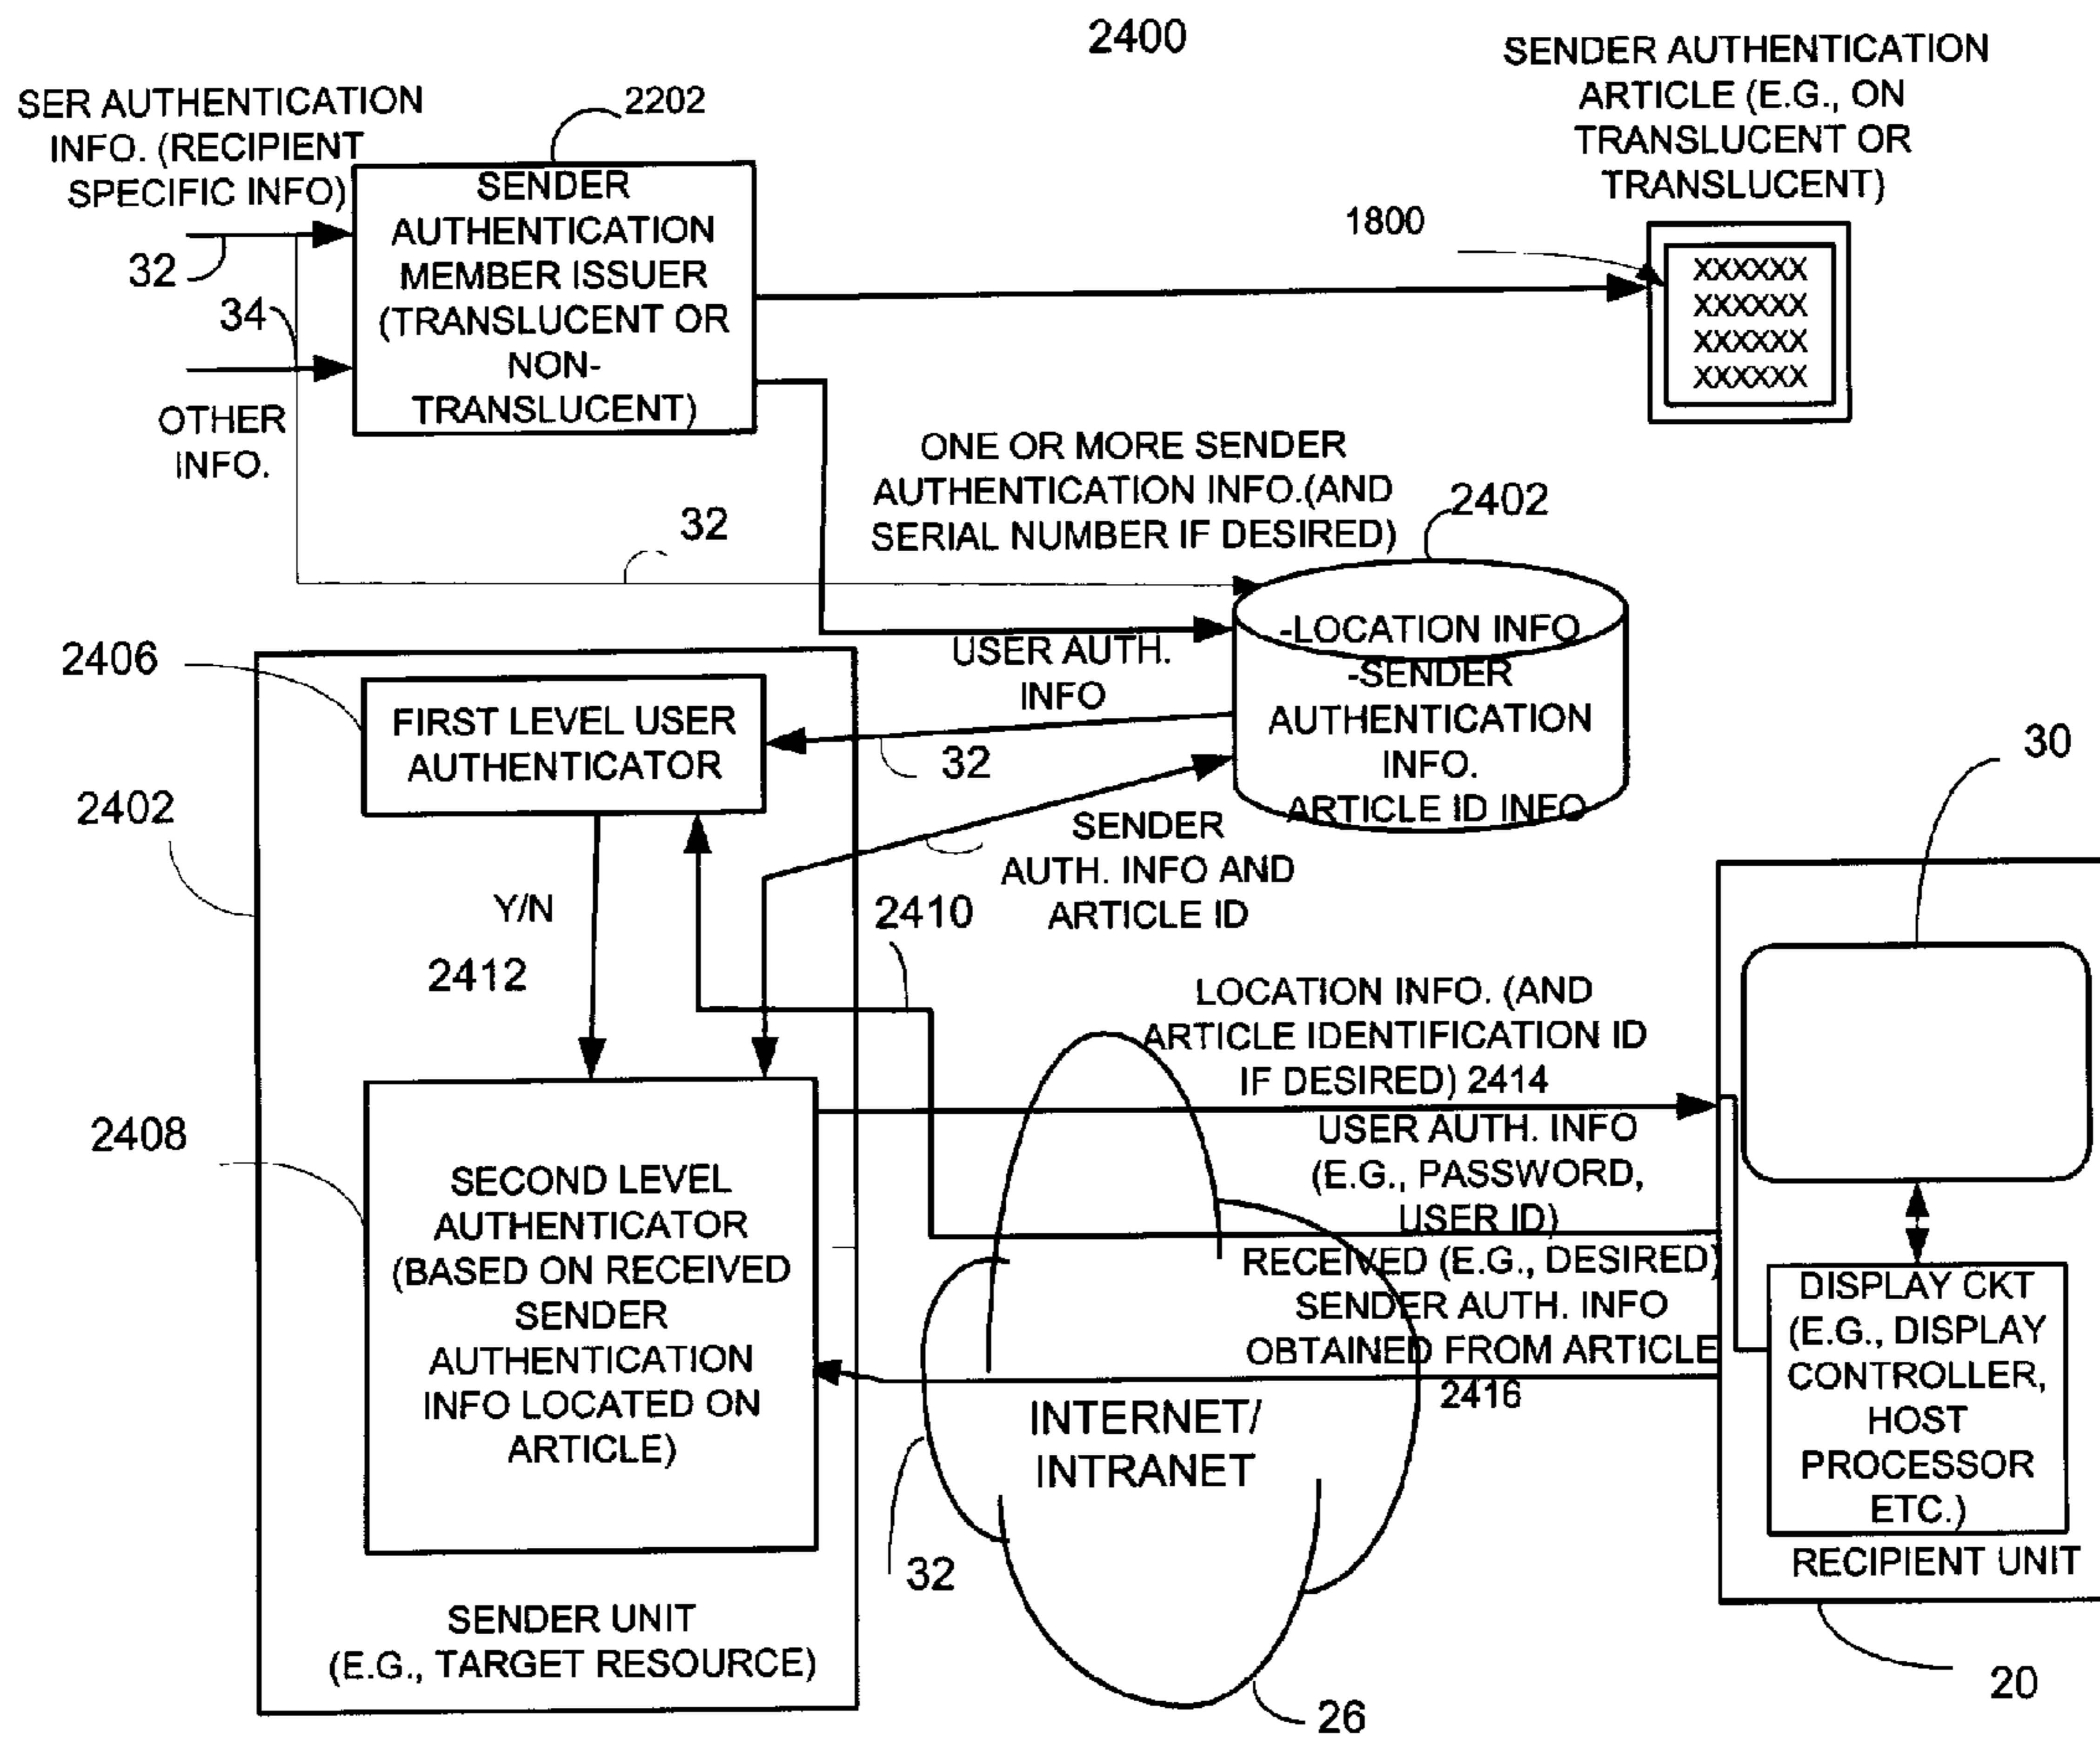 2400
SENDER AUTHENTICATION
ARTICLE (E.G., ON
TRANSLUCENT OR
TRANSLUCENT)
SER AUTHENTICATION
INFO. (RECIPIENT
SPECIFIC INFO)
2202
SENDER
AUTHENTICATION
MEMBER ISSUER
(TRANSLUCENT OR
NON-
TRANSLUCENT)
32
34
OTHER
INFO.
1800
XXXXXX
XXXXXX
XXXXXX
XXXXXX
ONE OR MORE SENDER
AUTHENTICATION INFO.(AND
SERIAL NUMBER IF DESIRED)
32
2402
-LOCATION INFO
-SENDER
AUTHENTICATION
INFO.
ARTICLE ID INFO
USER AUTH.
INFO
32
2406
FIRST LEVEL USER
AUTHENTICATOR
2402
SENDER
AUTH. INFO AND
ARTICLE ID
Y/N
2412
2410
30
LOCATION INFO. (AND
ARTICLE IDENTIFICATION ID
IF DESIRED) 2414
USER AUTH. INFO
(E.G., PASSWORD,
USER ID)
RECEIVED (E.G., DESIRED)
SENDER AUTH. INFO
OBTAINED FROM ARTICLE
2416
2408
SECOND LEVEL
AUTHENTICATOR
(BASED ON RECEIVED
SENDER
AUTHENTICATION
INFO LOCATED ON
ARTICLE)
INTERNET/
INTRANET
32
DISPLAY CKT
(E.G., DISPLAY
CONTROLLER,
HOST
PROCESSOR
ETC.)
RECIPIENT UNIT
SENDER UNIT
(E.G., TARGET RESOURCE)
26
20